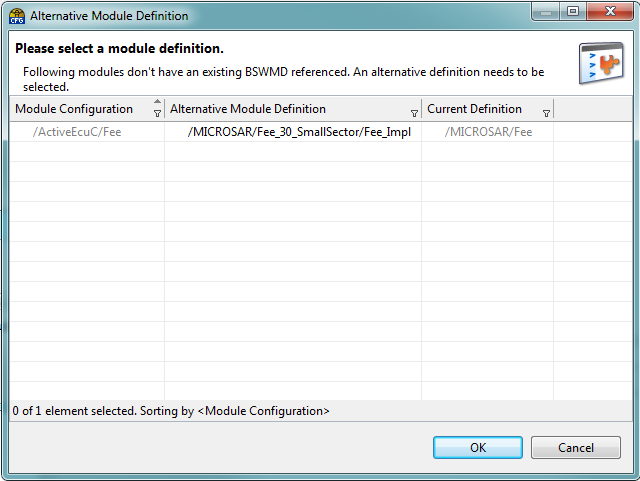 CFG Alternative Module Definition
Please select a module definition.
Following modules don't have an existing BSWMD referenced. An alternative definition needs to be
selected.
Module Configuration Alternative Module Definition Current Definition
/ActiveEcuC/Fee /MICROSAR/Fee_30_SmallSector/Fee_Impl /MICROSAR/Fee
0 of 1 element selected. Sorting by <Module Configuration>
OK Cancel